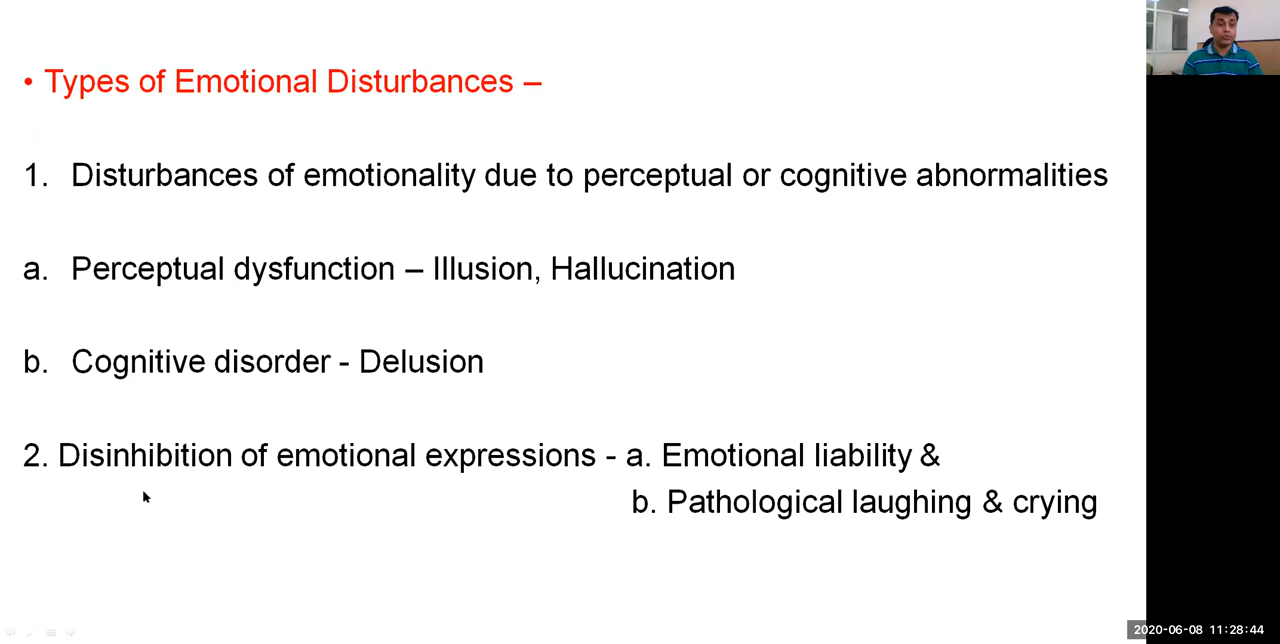 • Types of Emotional Disturbances –
1. Disturbances of emotionality due to perceptual or cognitive abnormalities
a. Perceptual dysfunction – Illusion, Hallucination
b. Cognitive disorder - Delusion
2. Disinhibition of emotional expressions - a. Emotional liability &
b. Pathological laughing & crying
2020-06-08 11:28:44